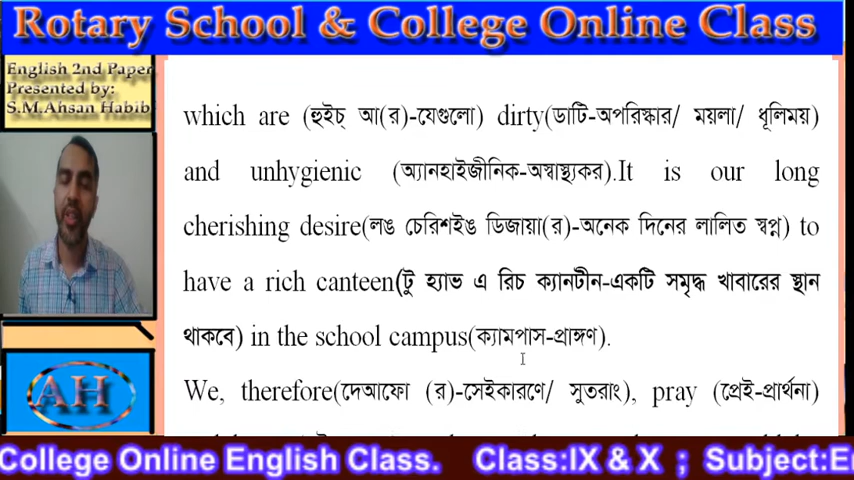 Rotary School & College Online Class
English 2nd Paper
Presented by:
S.M.Ahsan Habib
which are (হুইচ্ আ(র)-যেগুলো) dirty(ডার্টি-অপরিষ্কার/ ময়লা/ ধূলিময়)
and unhygienic (অ্যানহাইজীনিক-অস্বাস্থ্যকর).It is our long
cherishing desire(লঙ চেরিশইঙ ডিজায়া(র)-অনেক দিনের লালিত স্বপ্ন) to
have a rich canteen(টু হ্যাভ এ রিচ ক্যানটীন-একটি সমৃদ্ধ খাবারের স্থান
থাকবে) in the school campus(ক্যামপাস-প্রাঙ্গণ).
We, therefore(দেআফো (র)-সেইকারণে/ সুতরাং), pray (প্রেই-প্রার্থনা)
AH
College Online English Class. Class:IX & X ; Subject:E